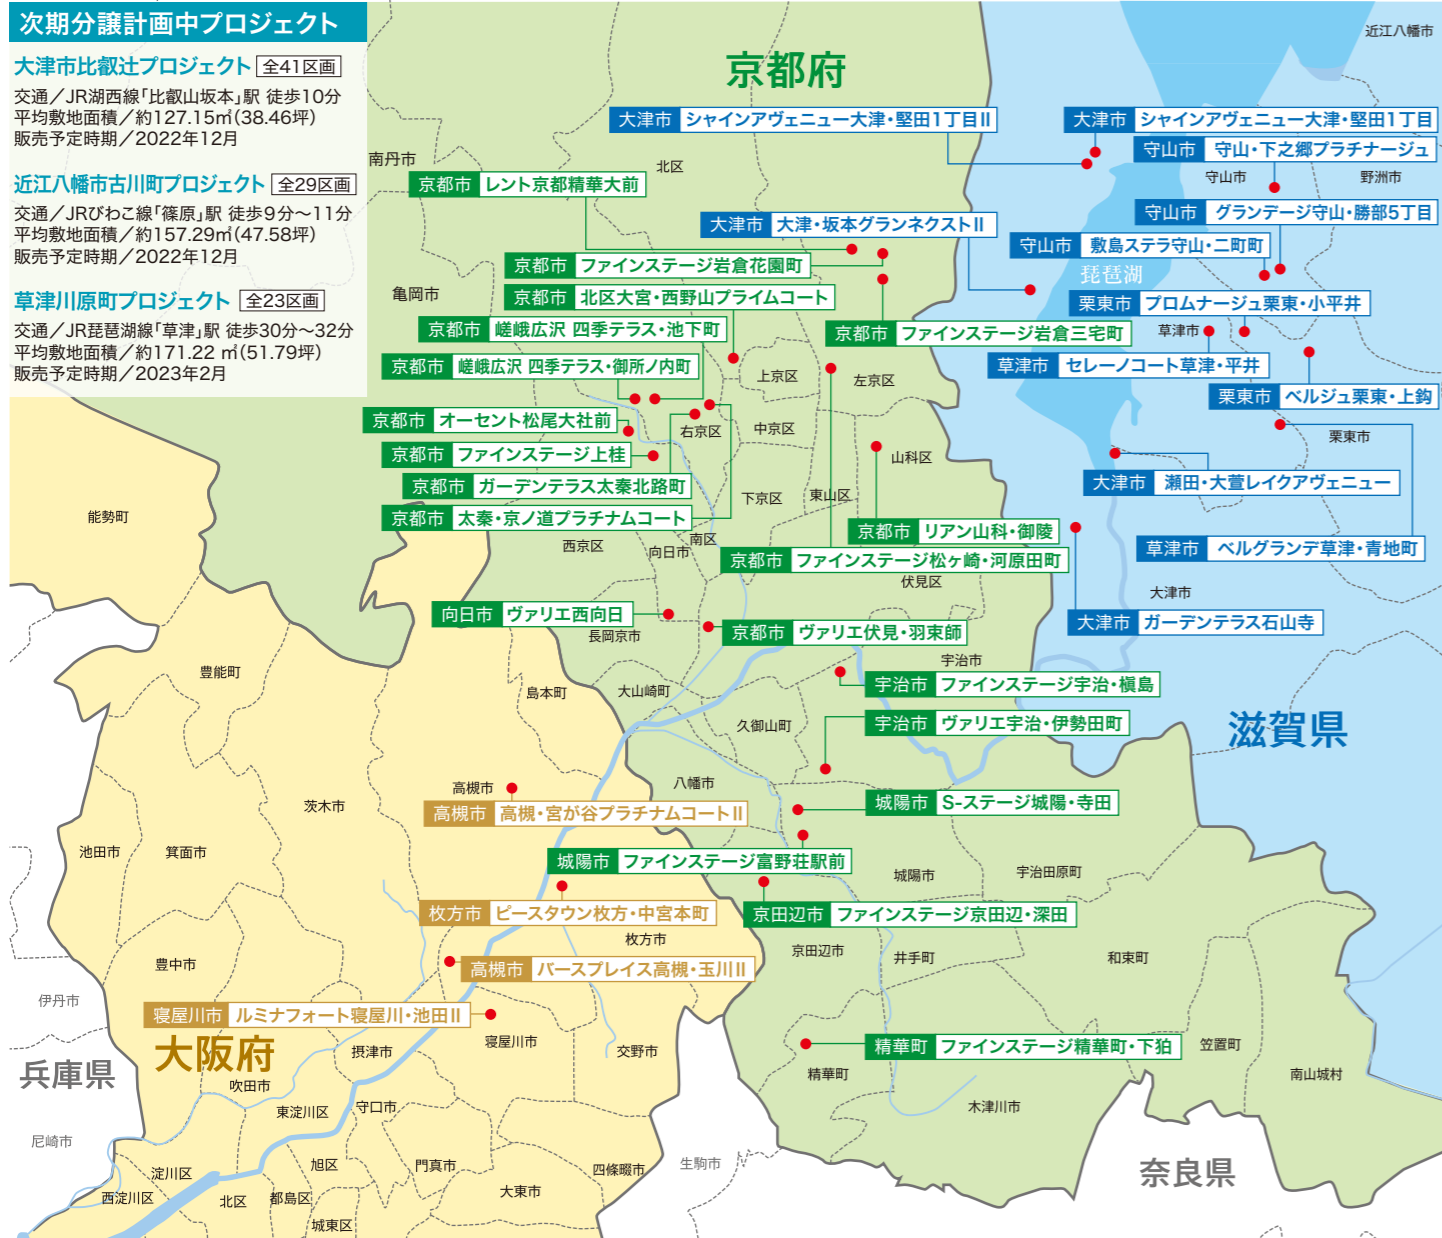 次期分譲計画中プロジェクト
大津市比叡辻プロジェクト 全41区画
交通／JR湖西線「比叡山坂本」駅 徒歩10分
平均敷地面積／約127.15㎡(38.46坪)
販売予定時期／2022年12月
近江八幡市古川町プロジェクト 全29区画
交通／JRびわこ線「篠原」駅 徒歩9分〜11分
平均敷地面積／約157.29㎡(47.58坪)
販売予定時期／2022年12月
草津川原町プロジェクト 全23区画
交通／JR琵琶湖線「草津」駅 徒歩30分〜32分
平均敷地面積／約171.22 ㎡(51.79坪)
販売予定時期／2023年2月
京都府
近江八幡市
大津市 シャインアヴェニュー大津・堅田1丁目II
大津市 シャインアヴェニュー大津・堅田1丁目
守山市 守山・下之郷プラチナージュ
南丹市
北区
守山市
野洲市
京都市 レント京都精華大前
大津市 大津・坂本グランネクストII
守山市 グランデージ守山・勝部5丁目
守山市 敷島ステラ守山・二町町
京都市 ファインステージ岩倉花園町
琵琶湖
亀岡市
京都市 北区大宮・西野山プライムコート
栗東市 プロムナージュ栗東・小平井
京都市 嵯峨広沢 四季テラス・池下町
京都市 ファインステージ岩倉三宅町
草津市
京都市 嵯峨広沢 四季テラス・御所ノ内町
草津市 セレーノコート草津・平井
上京区
左京区
栗東市 ベルジュ栗東・上鈎
京都市 オーセント松尾大社前
右京区
中京区
栗東市
京都市 ファインステージ上桂
山科区
京都市 ガーデンテラス太秦北路町
大津市 瀬田・大萱レイクアヴェニュー
下京区
東山区
能勢町
京都市 太秦・京ノ道プラチナムコート
京都市 リアン山科・御陵
西京区
向日市
南区
草津市 ベルグランデ草津・青地町
京都市 ファインステージ松ヶ崎・河原田町
伏見区
大津市
向日市 ヴァリエ西向日
大津市 ガーデンテラス石山寺
長岡京市
京都市 ヴァリエ伏見・羽束師
宇治市
豊能町
宇治市 ファインステージ宇治・槇島
島本町
大山崎町
久御山町
宇治市 ヴァリエ宇治・伊勢田町
滋賀県
高槻市
八幡市
茨木市
城陽市 S-ステージ城陽・寺田
高槻市 高槻・宮が谷プラチナムコートII
池田市
箕面市
城陽市 ファインステージ富野荘駅前
城陽市
宇治田原町
枚方市 ピースタウン枚方・中宮本町
京田辺市 ファインステージ京田辺・深田
枚方市
京田辺市
井手町
和束町
豊中市
高槻市 バースプレイス高槻・玉川II
伊丹市
寝屋川市 ルミナフォート寝屋川・池田II
寝屋川市
大阪府
摂津市
交野市
精華町 ファインステージ精華町・下狛
笠置町
兵庫県
吹田市
精華町
南山城村
東淀川区
守口市
木津川市
尼崎市
淀川区
旭区
門真市
四條畷市
生駒市
奈良県
西淀川区
北区
都島区
大東市
城東区